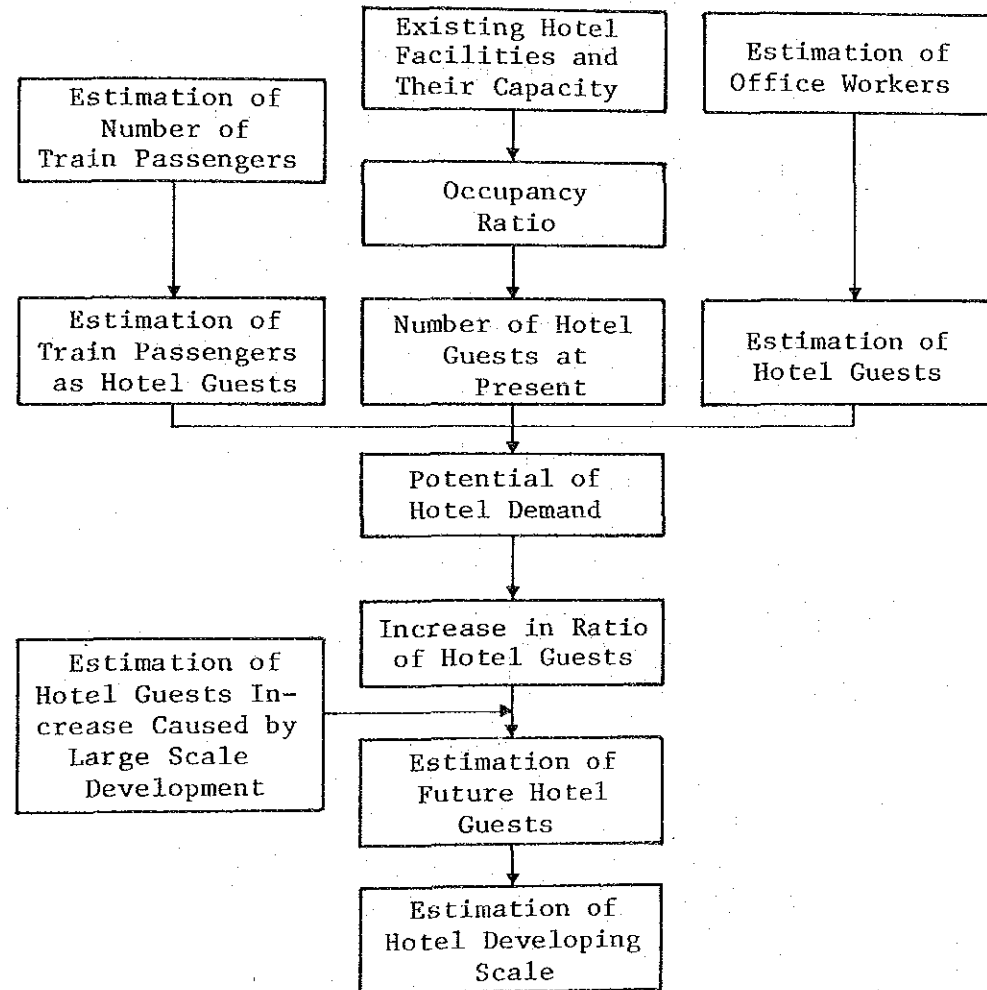 Existing Hotel
Facilities and
Their Capacity
Estimation of
Office Workers
Estimation of
Number of
Train Passengers
Occupancy
Ratio
Estimation of
Train Passengers
as Hotel Guests
Number of Hotel
Guests at
Present
Estimation of
Hotel Guests
Potential of
Hotel Demand
Increase in Ratio
of Hotel Guests
Estimation of
Hotel Guests In-
crease Caused by
Large Scale
Development
Estimation of
Future Hotel
Guests
Estimation of
Hotel Developing
Scale